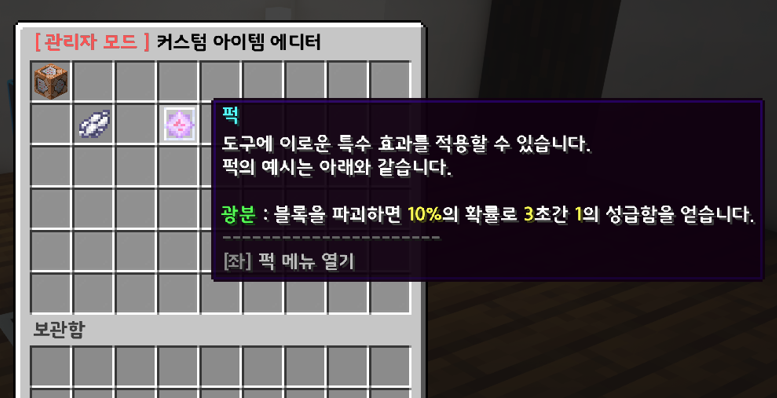 [ 관리자 모드 ] 커스텀 아이템 에디터
퍽
도구에 이로운 특수 효과를 적용할 수 있습니다.
퍽의 예시는 아래와 같습니다.
광분 : 블록을 파괴하면 10%의 확률로 3초간 1의 성급함을 얻습니다.
----------------------
[좌] 퍽 메뉴 열기
보관함